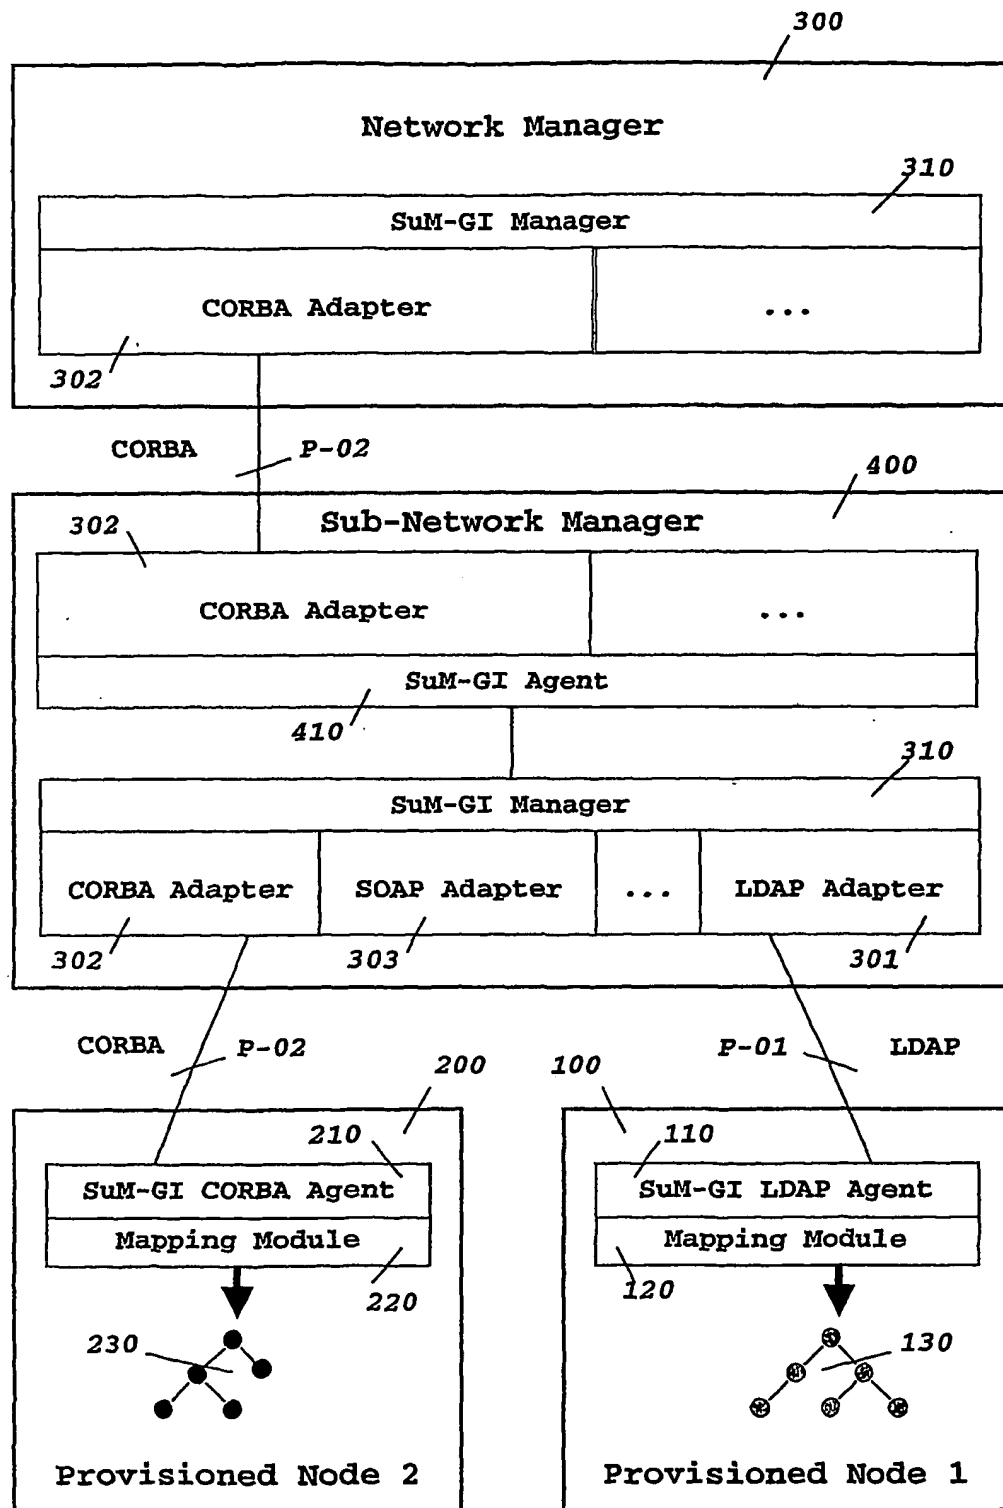 300
Network Manager
310
SuM-GI Manager
CORBA Adapter
...
302
CORBA
P-02
400
302
Sub-Network Manager
CORBA Adapter
...
SuM-GI Agent
410
310
SuM-GI Manager
CORBA Adapter
SOAP Adapter
...
LDAP Adapter
302
303
301
CORBA
P-02
P-01
LDAP
200
100
210
110
SuM-GI CORBA Agent
SuM-GI LDAP Agent
Mapping Module
Mapping Module
220
120
230
130
Provisioned Node 2
Provisioned Node 1